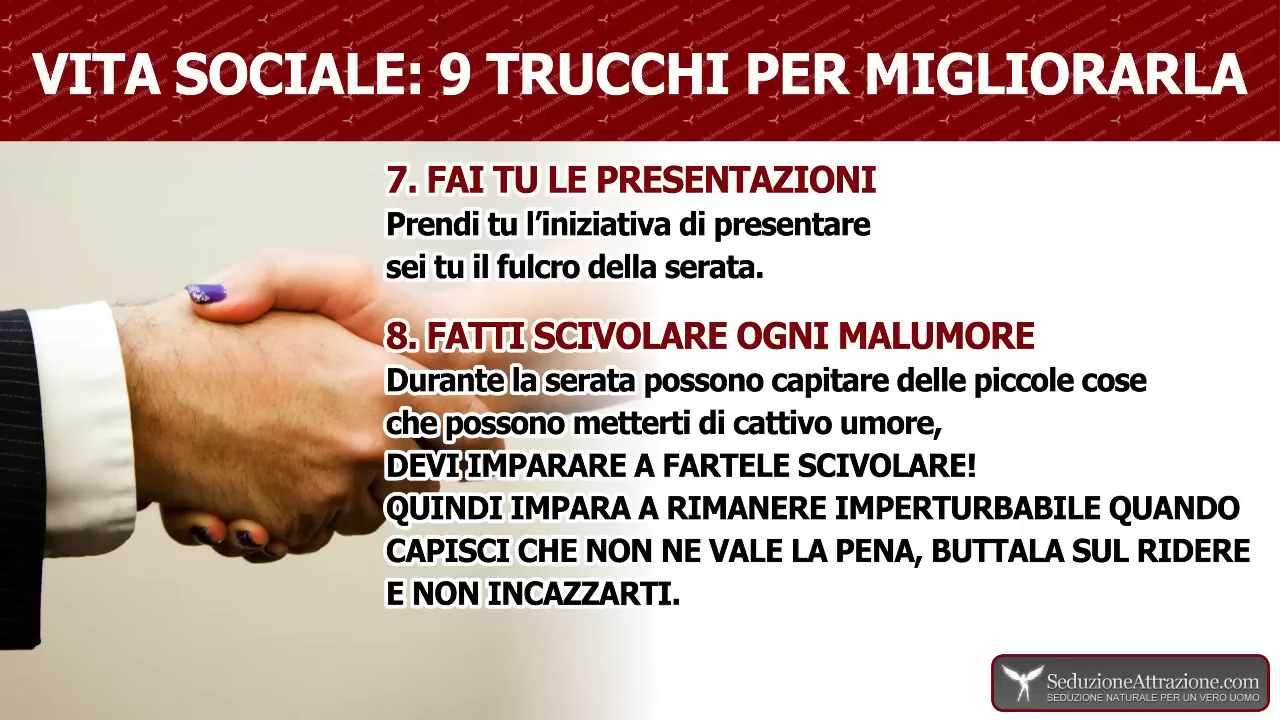 VITA SOCIALE: 9 TRUCCHI PER MIGLIORARLA
7. FAI TU LE PRESENTAZIONI
Prendi tu l’iniziativa di presentare
sei tu il fulcro della serata.
8. FATTI SCIVOLARE OGNI MALUMORE
Durante la serata possono capitare delle piccole cose
che possono metterti di cattivo umore,
DEVI IMPARARE A FARTELE SCIVOLARE!
QUINDI IMPARA A RIMANERE IMPERTURBABILE QUANDO
CAPISCI CHE NON NE VALE LA PENA, BUTTALA SUL RIDERE
E NON INCAZZARTI.
SeduzioneAttrazione.com
SEDUZIONE NATURALE PER UN VERO UOMO